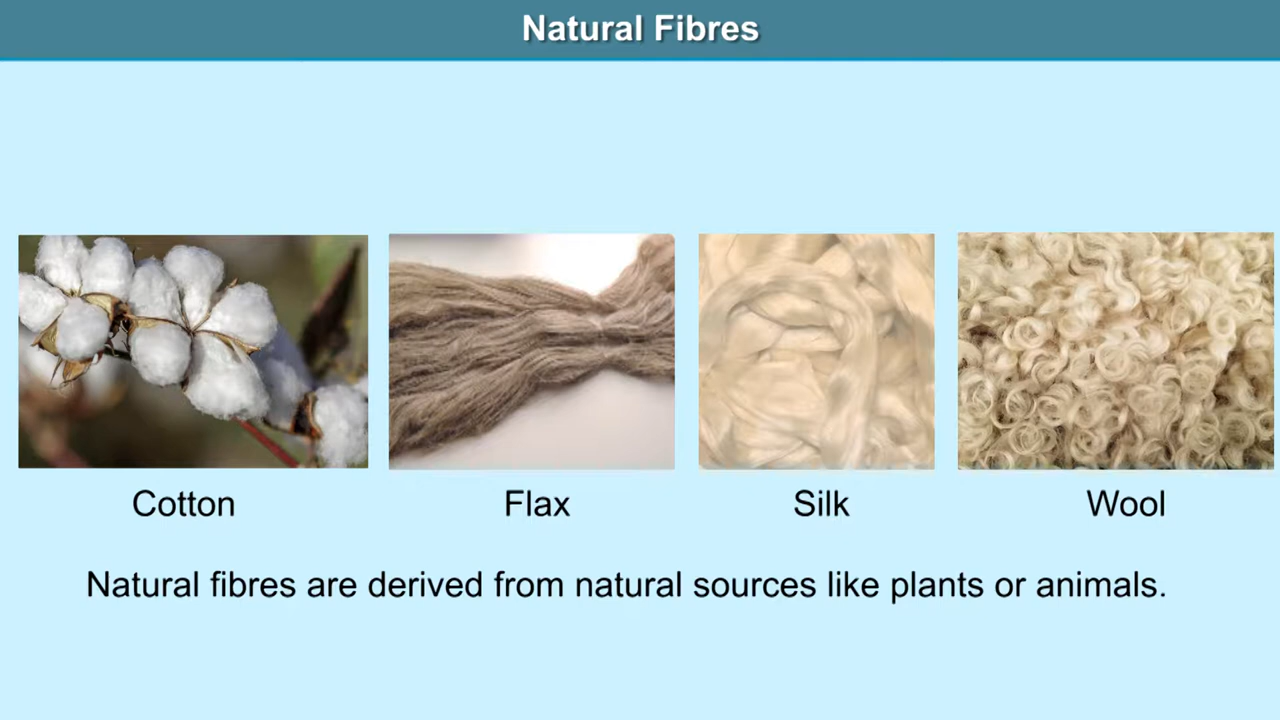 Natural Fibres
Cotton Flax Silk Wool
Natural fibres are derived from natural sources like plants or animals.